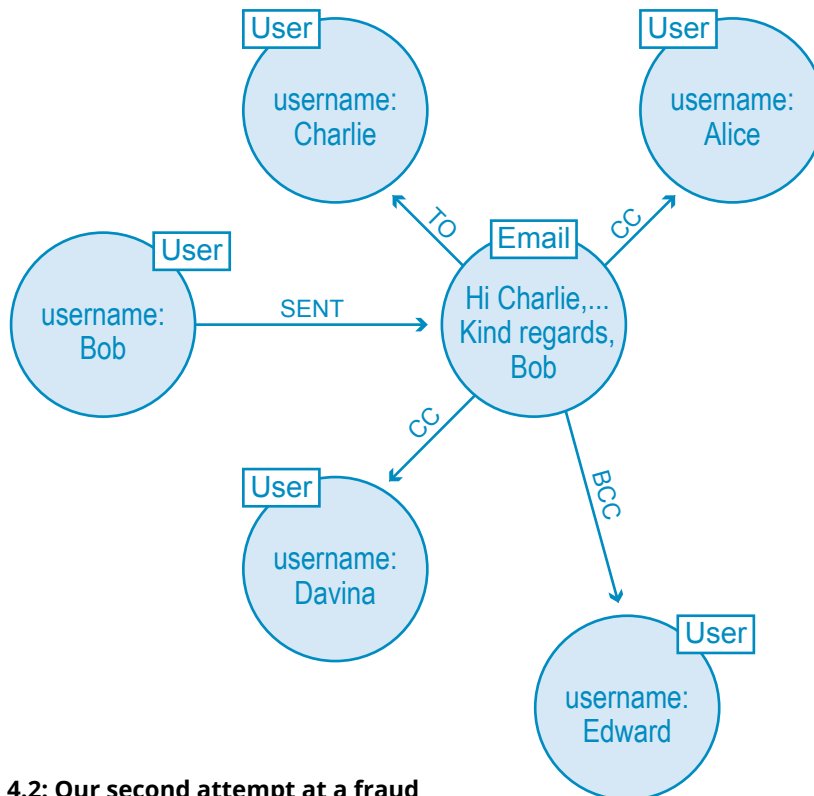 User
username:
Charlie
User
username:
Alice
TO
CC
User
username:
Bob
SENT
Email
Hi Charlie,...
Kind regards,
Bob
CC
BCC
User
username:
Davina
User
username:
Edward
4.2: Our second attempt at a fraud